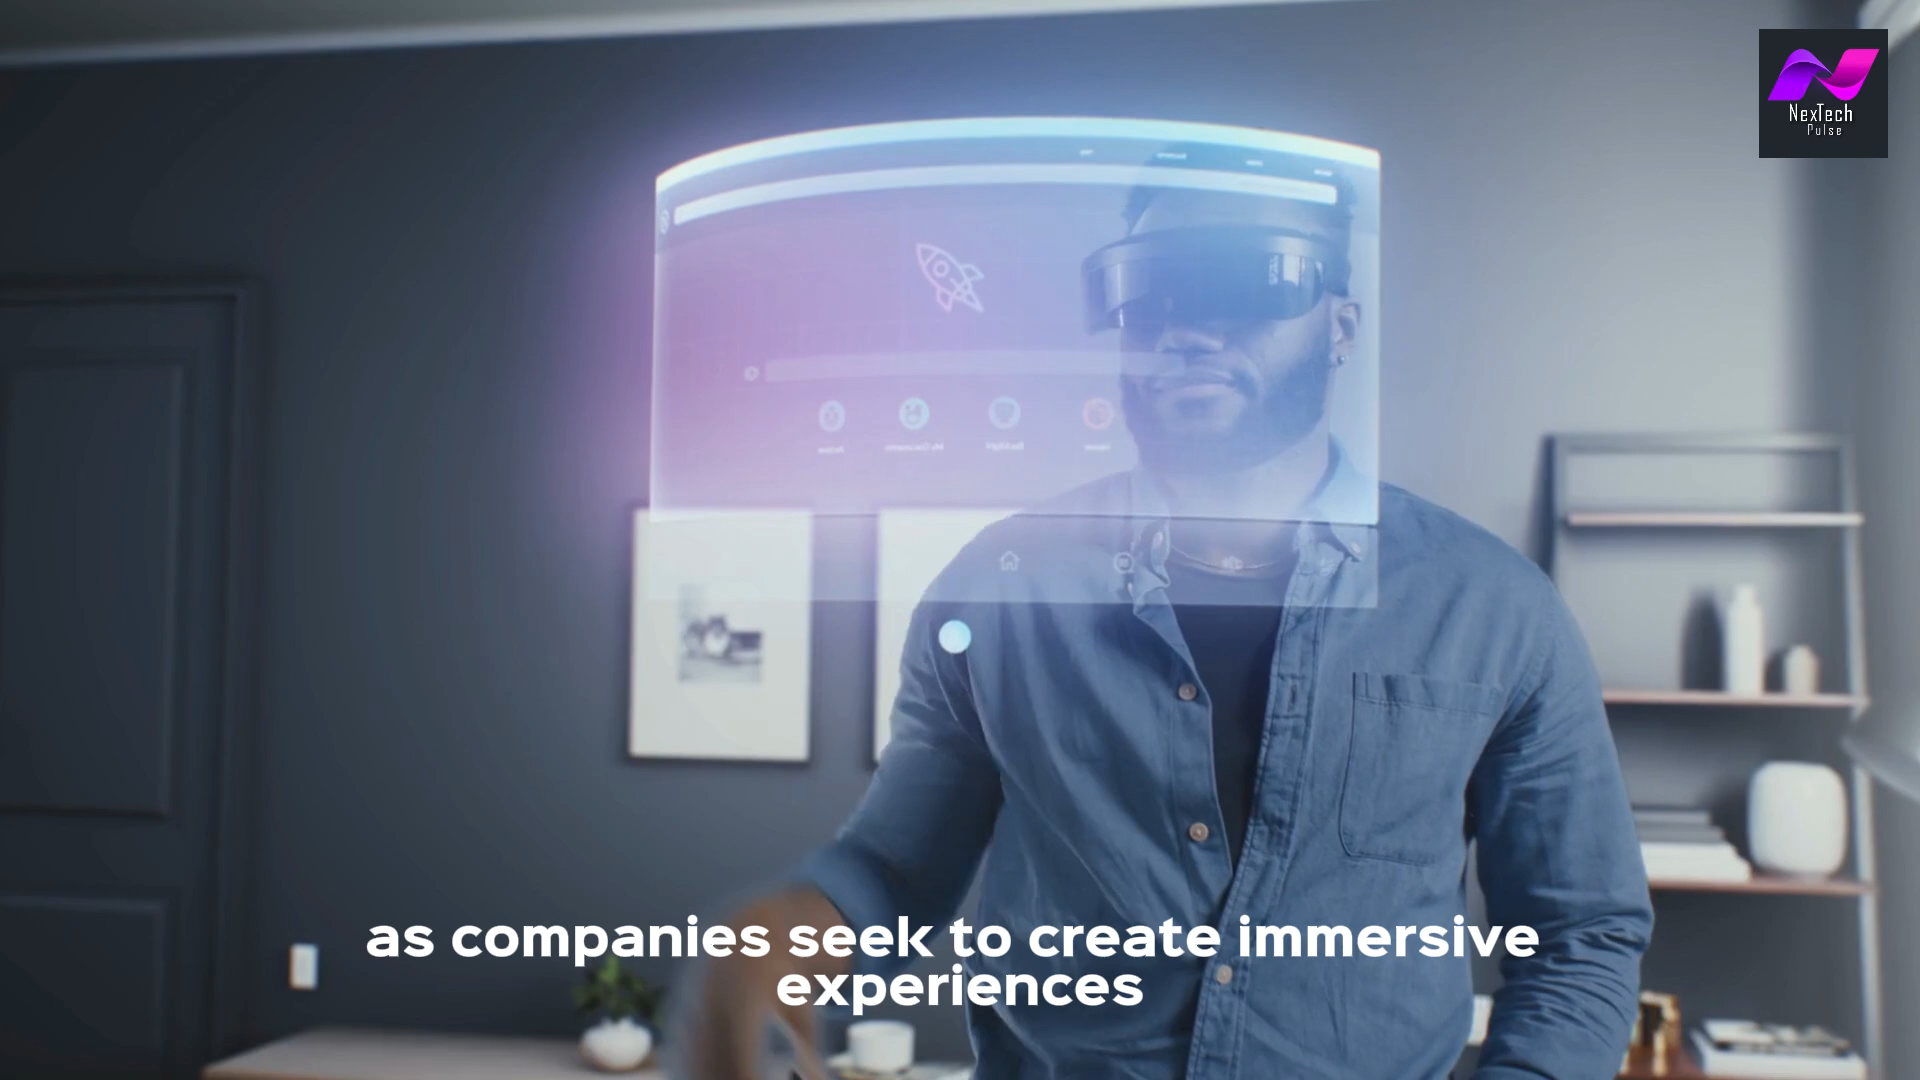 NexTech
Pulse
as companies seek to create immersive
experiences